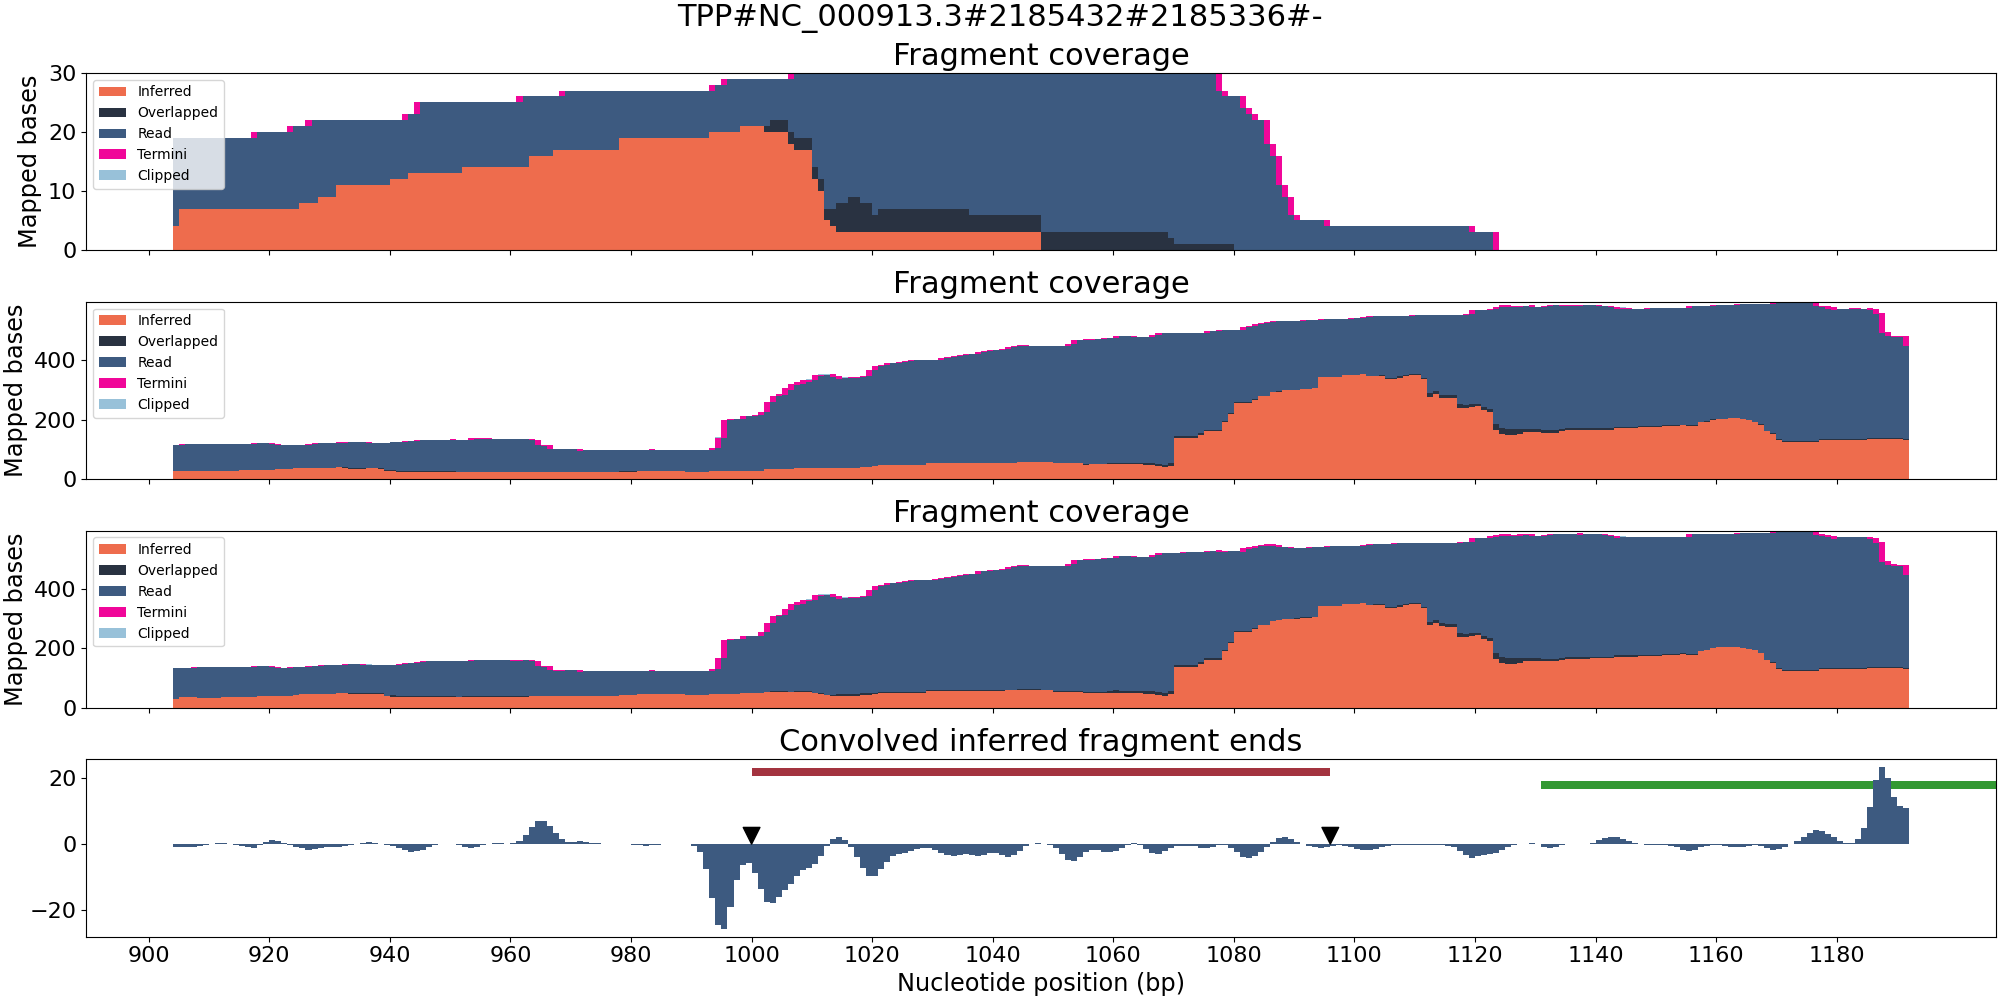 TPP#NC_000913.3#2185432#2185336#-
Fragment coverage
Mapped bases
30
20
10
0
Inferred
Overlapped
Read
Termini
Clipped
Fragment coverage
Mapped bases
400
200
0
Inferred
Overlapped
Read
Termini
Clipped
Fragment coverage
Mapped bases
400
200
0
Inferred
Overlapped
Read
Termini
Clipped
Convolved inferred fragment ends
20
0
−20
900 920 940 960 980 1000 1020 1040 1060 1080 1100 1120 1140 1160 1180
Nucleotide position (bp)